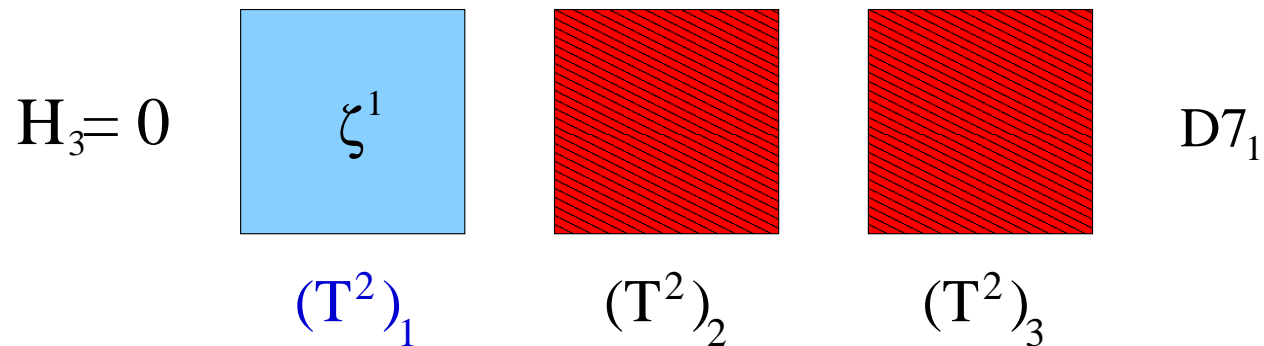 H₃= 0 ζ¹ D7₁
(T²)₁ (T²)₂ (T²)₃